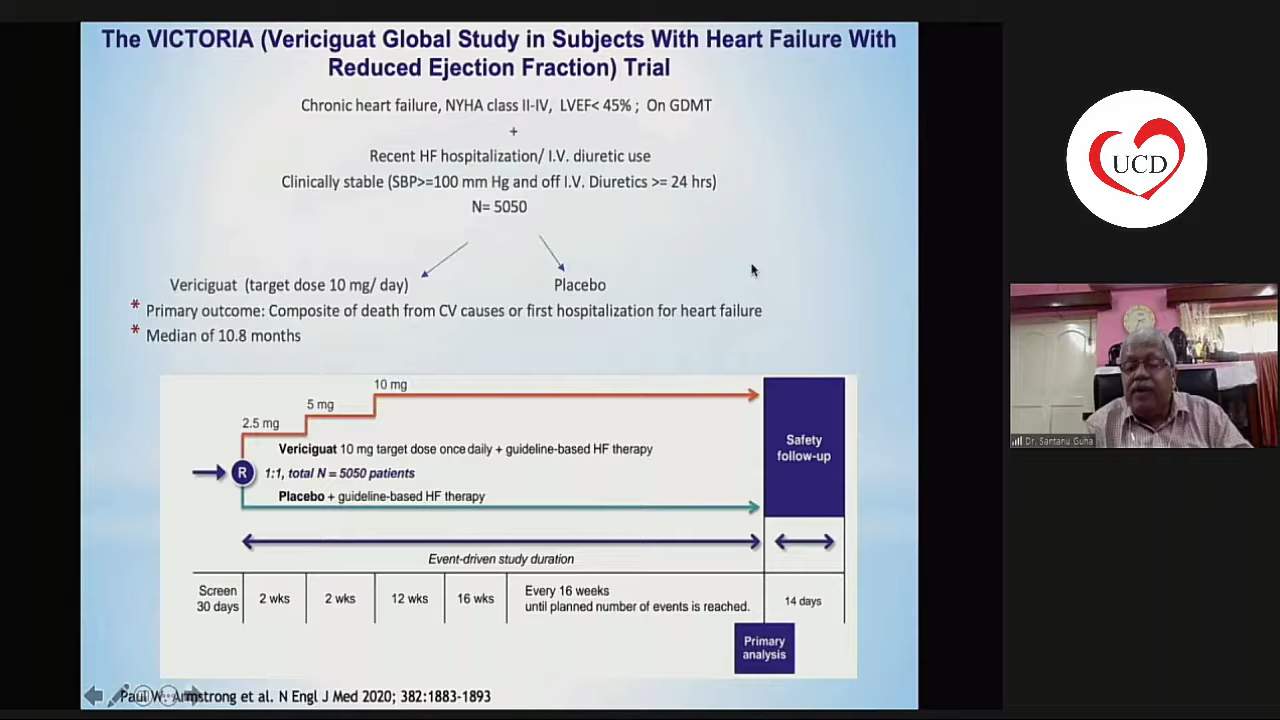 The VICTORIA (Vericiguat Global Study in Subjects With Heart Failure With
Reduced Ejection Fraction) Trial
Chronic heart failure, NYHA class II-IV, LVEF< 45% ; On GDMT
+
Recent HF hospitalization/ I.V. diuretic use
Clinically stable (SBP>=100 mm Hg and off I.V. Diuretics >= 24 hrs)
N= 5050
Vericiguat (target dose 10 mg/ day)
Placebo
* Primary outcome: Composite of death from CV causes or first hospitalization for heart failure
* Median of 10.8 months
10 mg
5 mg
2.5 mg
Vericiguat 10 mg target dose once daily + guideline-based HF therapy
R
1:1, total N = 5050 patients
Placebo + guideline-based HF therapy
Safety
follow-up
Event-driven study duration
Screen
30 days
2 wks
2 wks
12 wks
16 wks
Every 16 weeks
until planned number of events is reached.
14 days
Primary
analysis
Paul W. Armstrong et al. N Engl J Med 2020; 382:1883-1893
UCD
Dr. Santanu Guha